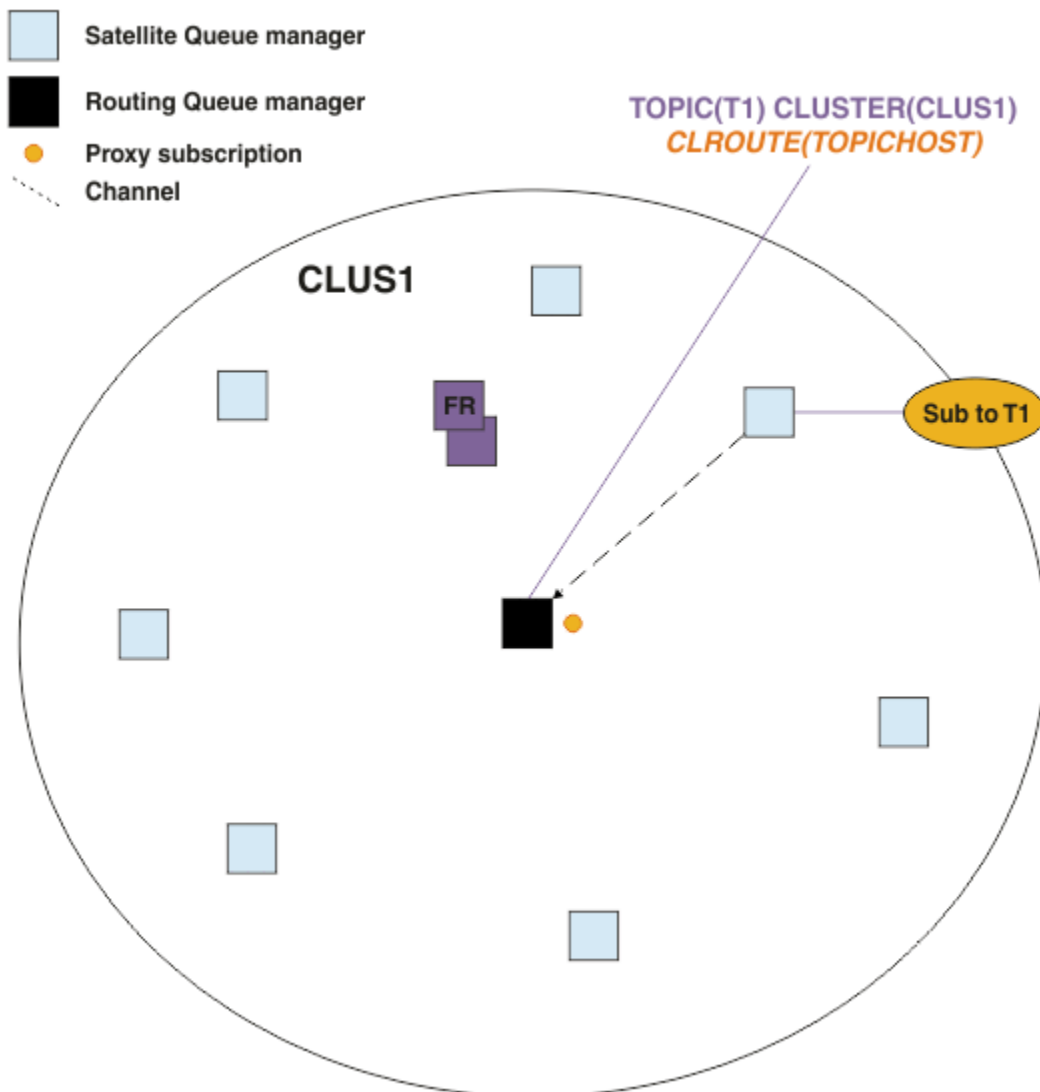 Satellite Queue manager
Routing Queue manager
Proxy subscription
Channel
TOPIC(T1) CLUSTER(CLUS1)
CLROUTE(TOPICHOST)
CLUS1
FR
Sub to T1